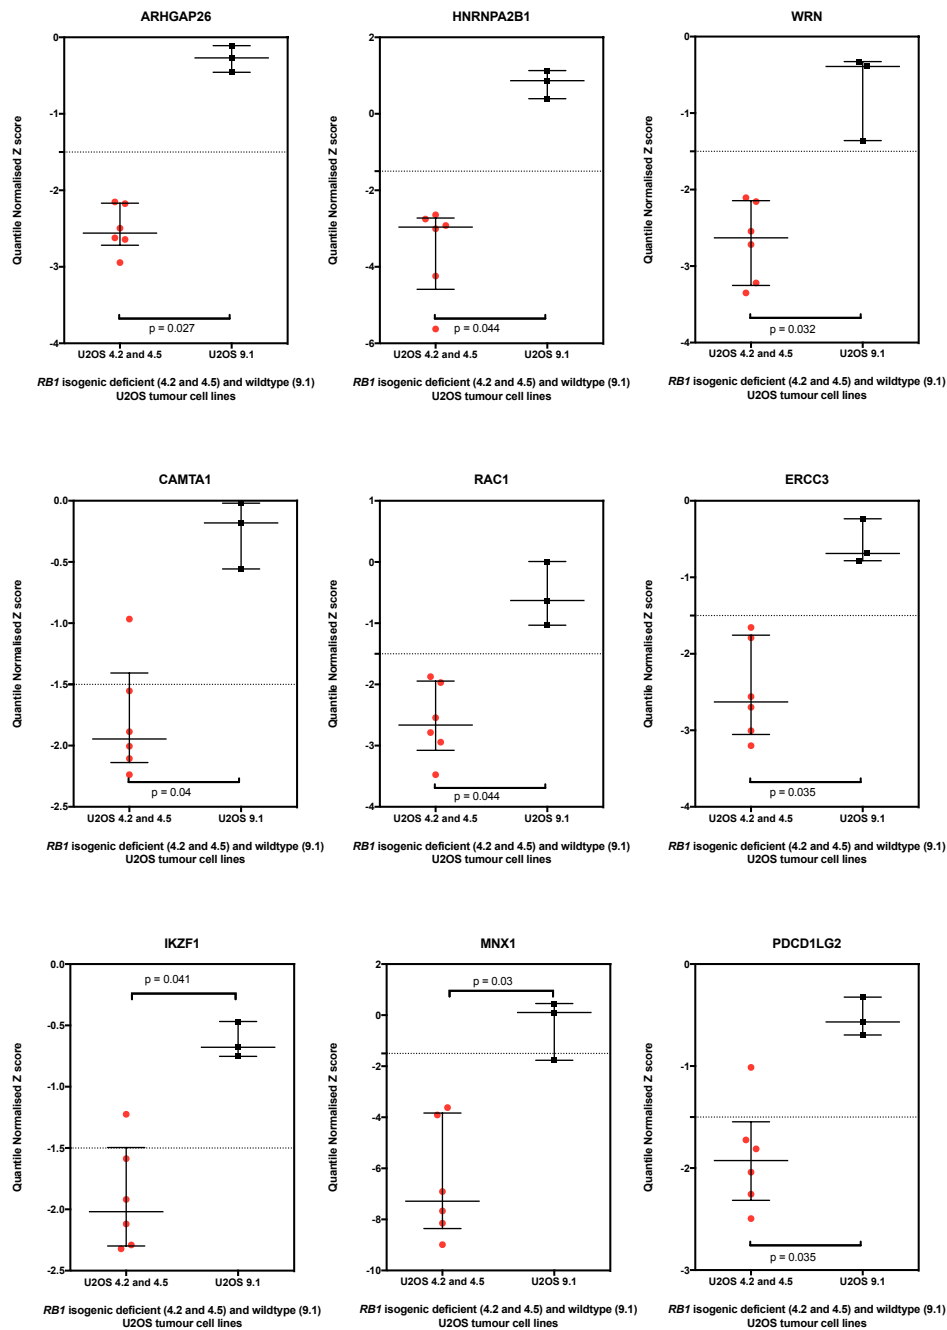 ARHGAP26
Quantile Normalised Z score
0
-1
-2
-3
-4
p = 0.027
U2OS 4.2 and 4.5
U2OS 9.1
RB1 isogenic deficient (4.2 and 4.5) and wildtype (9.1)
U2OS tumour cell lines
HNRNPA2B1
Quantile Normalised Z score
2
0
-2
-4
-6
p = 0.044
U2OS 4.2 and 4.5
U2OS 9.1
RB1 isogenic deficient (4.2 and 4.5) and wildtype (9.1)
U2OS tumour cell lines
WRN
Quantile Normalised Z score
0
-1
-2
-3
-4
p = 0.032
U2OS 4.2 and 4.5
U2OS 9.1
RB1 isogenic deficient (4.2 and 4.5) and wildtype (9.1)
U2OS tumour cell lines
CAMTA1
Quantile Normalised Z score
0.0
-0.5
-1.0
-1.5
-2.0
-2.5
p = 0.04
U2OS 4.2 and 4.5
U2OS 9.1
RB1 isogenic deficient (4.2 and 4.5) and wildtype (9.1)
U2OS tumour cell lines
RAC1
Quantile Normalised Z score
1
0
-1
-2
-3
-4
p = 0.044
U2OS 4.2 and 4.5
U2OS 9.1
RB1 isogenic deficient (4.2 and 4.5) and wildtype (9.1)
U2OS tumour cell lines
ERCC3
Quantile Normalised Z score
0
-1
-2
-3
-4
p = 0.035
U2OS 4.2 and 4.5
U2OS 9.1
RB1 isogenic deficient (4.2 and 4.5) and wildtype (9.1)
U2OS tumour cell lines
IKZF1
Quantile Normalised Z score
0.0
-0.5
-1.0
-1.5
-2.0
-2.5
p = 0.041
U2OS 4.2 and 4.5
U2OS 9.1
RB1 isogenic deficient (4.2 and 4.5) and wildtype (9.1)
U2OS tumour cell lines
MNX1
Quantile Normalised Z score
2
0
-2
-4
-6
-8
-10
p = 0.03
U2OS 4.2 and 4.5
U2OS 9.1
RB1 isogenic deficient (4.2 and 4.5) and wildtype (9.1)
U2OS tumour cell lines
PDCD1LG2
Quantile Normalised Z score
0
-1
-2
-3
p = 0.035
U2OS 4.2 and 4.5
U2OS 9.1
RB1 isogenic deficient (4.2 and 4.5) and wildtype (9.1)
U2OS tumour cell lines